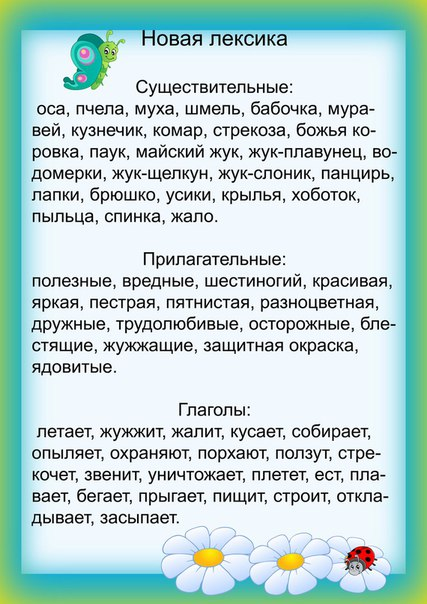 Новая лексика
Существительные:
оса, пчела, муха, шмель, бабочка, мура-
вей, кузнечик, комар, стрекоза, божья ко-
ровка, паук, майский жук, жук-плавунец, во-
домерки, жук-щелкун, жук-слоник, панцирь,
лапки, брюшко, усики, крылья, хоботок,
пыльца, спинка, жало.
Прилагательные:
полезные, вредные, шестиногий, красивая,
яркая, пестрая, пятнистая, разноцветная,
дружные, трудолюбивые, осторожные, бле-
стящие, жужжащие, защитная окраска,
ядовитые.
Глаголы:
летает, жужжит, жалит, кусает, собирает,
опыляет, охраняют, порхают, ползут, стре-
кочет, звенит, уничтожает, плетет, ест, пла-
вает, бегает, прыгает, пищит, строит, откла-
дывает, засыпает.